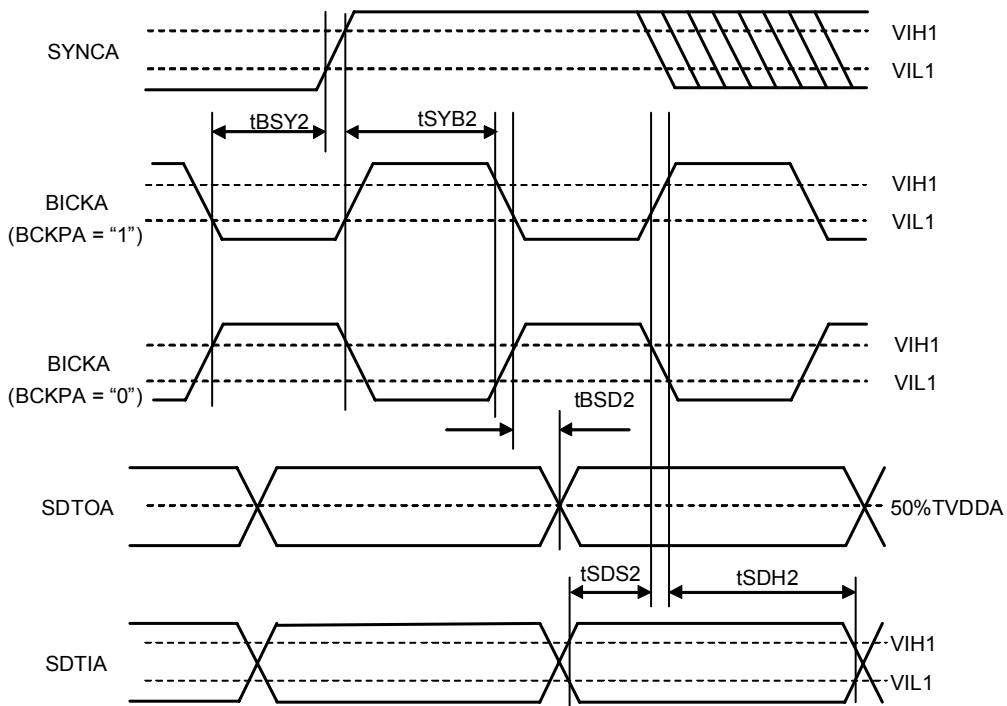 SYNCA
VIH1
VIL1
tBSY2
tSYB2
BICKA
(BCKPA = “1”)
VIH1
VIL1
BICKA
(BCKPA = “0”)
VIH1
VIL1
tBSD2
SDTOA
50%TVDDA
tSDS2
tSDH2
SDTIA
VIH1
VIL1